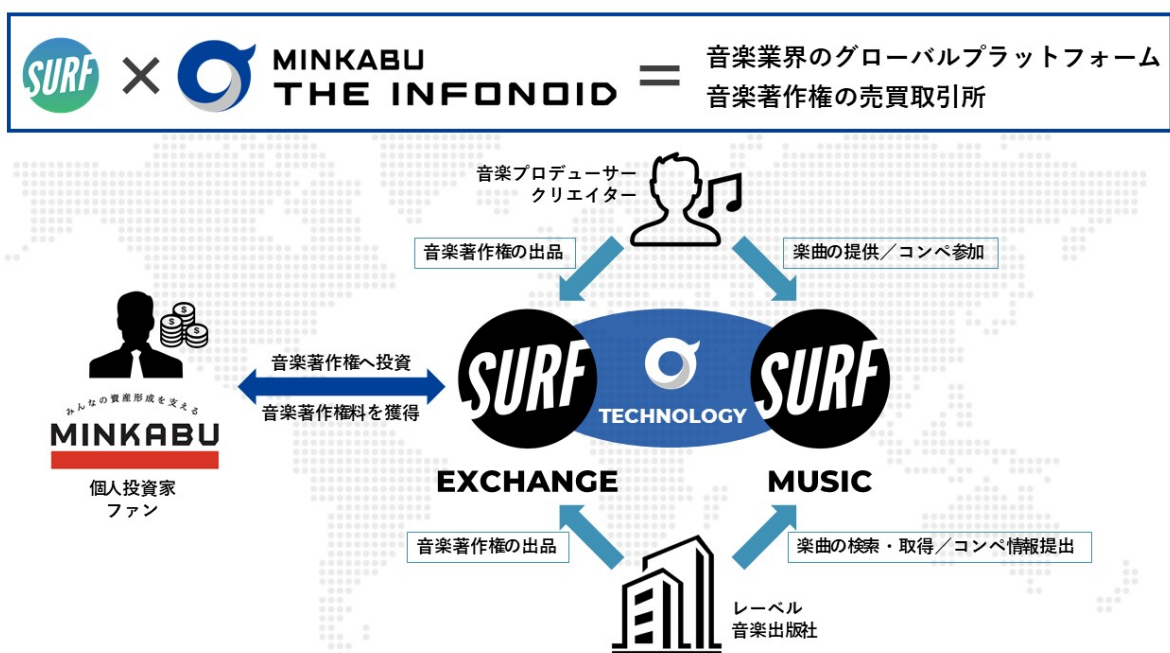 SURF × MINKABU THE INFONOID = 音楽業界のグローバルプラットフォーム
音楽著作権の売買取引所
音楽プロデューサー
クリエイター
音楽著作権の出品
楽曲の提供／コンペ参加
$
$
$
音楽著作権へ投資
音楽著作権料を獲得
SURF
TECHNOLOGY
SURF
みんなの資産形成を支える
MINKABU
個人投資家
ファン
EXCHANGE
MUSIC
音楽著作権の出品
楽曲の検索・取得／コンペ情報提出
レーベル
音楽出版社